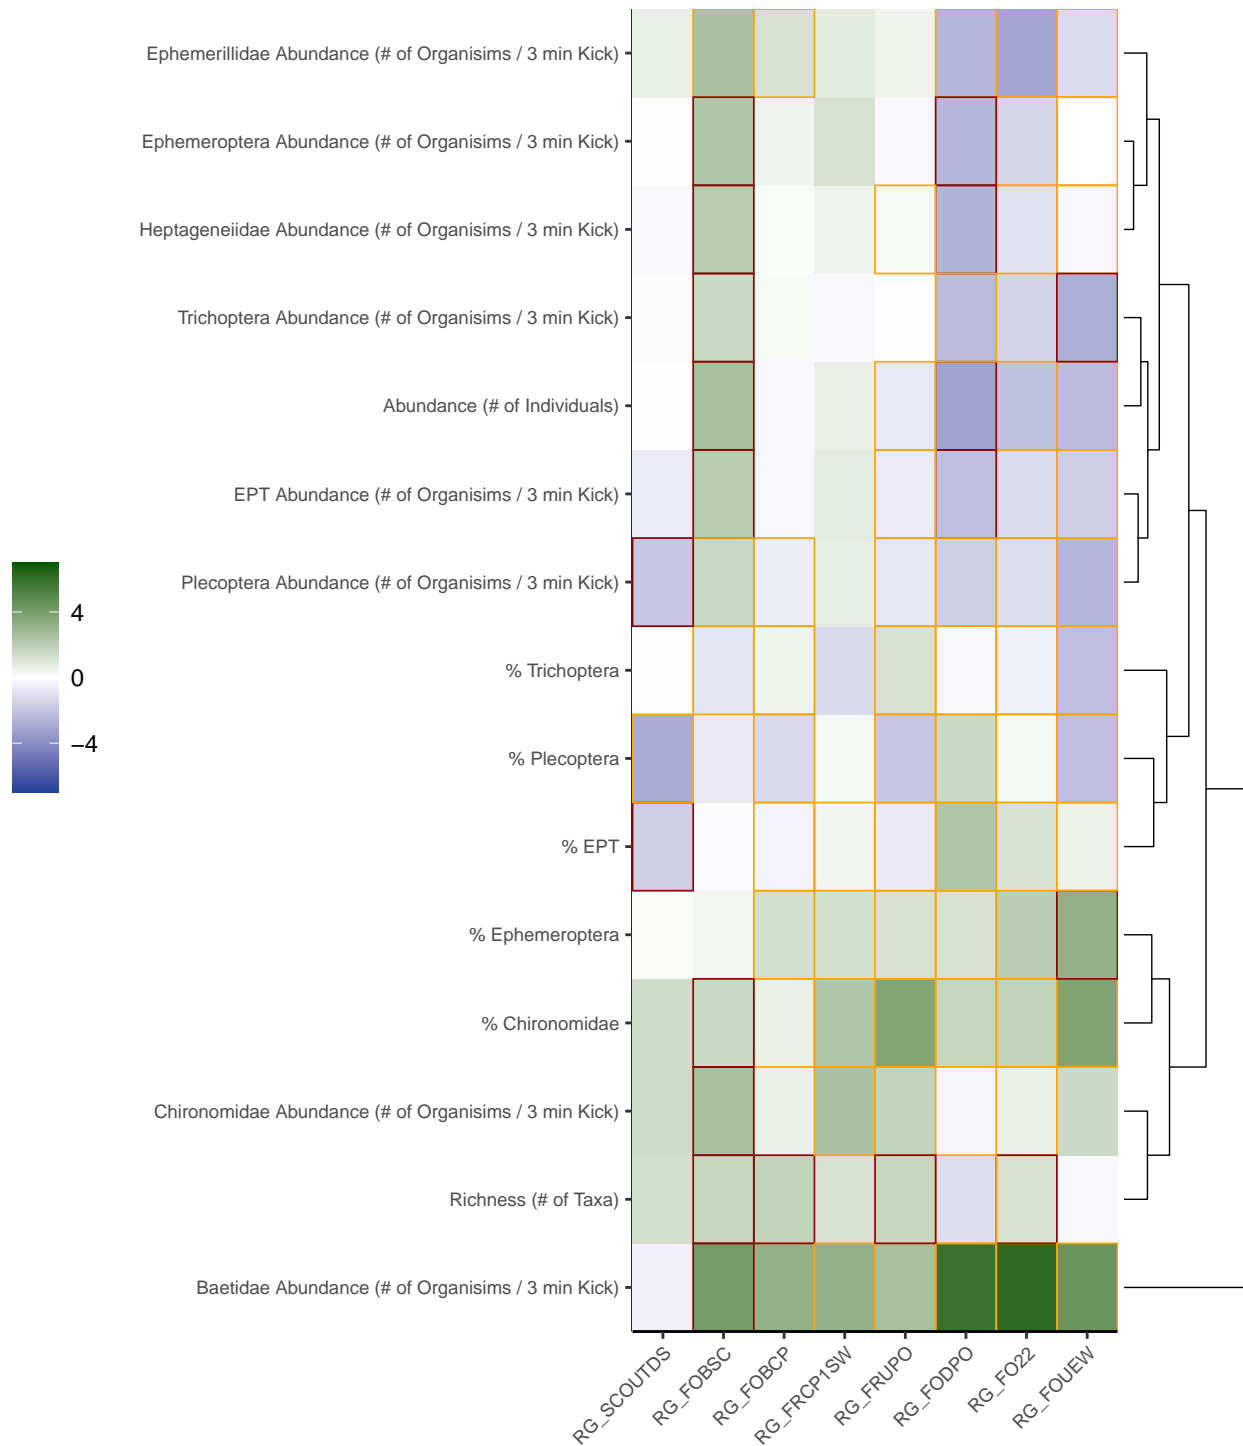 Ephemerillidae Abundance (# of Organisims / 3 min Kick)
Ephemeroptera Abundance (# of Organisims / 3 min Kick)
Heptageneiidae Abundance (# of Organisims / 3 min Kick)
Trichoptera Abundance (# of Organisims / 3 min Kick)
Abundance (# of Individuals)
EPT Abundance (# of Organisims / 3 min Kick)
Plecoptera Abundance (# of Organisims / 3 min Kick)
% Trichoptera
% Plecoptera
% EPT
% Ephemeroptera
% Chironomidae
Chironomidae Abundance (# of Organisims / 3 min Kick)
Richness (# of Taxa)
Baetidae Abundance (# of Organisims / 3 min Kick)
4
0
−4
RG_SCOUTDS
RG_FOBSC
RG_FOBCP
RG_FRCP1SW
RG_FRUPO
RG_FODPO
RG_FO22
RG_FOUEW